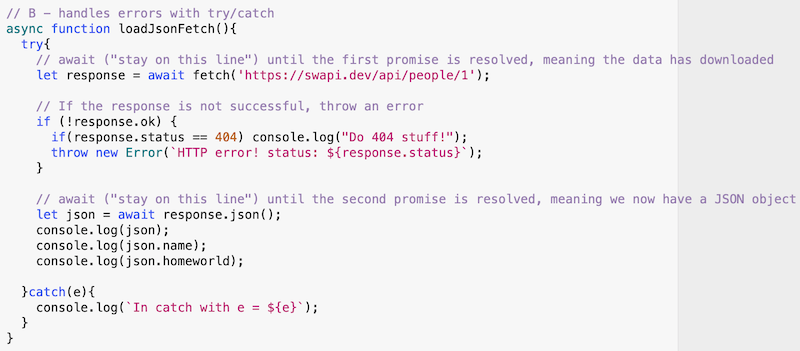 // B - handles errors with try/catch
async function loadJsonFetch(){
  try{
    // await ("stay on this line") until the first promise is resolved, meaning the data has downloaded
    let response = await fetch('https://swapi.dev/api/people/1');

    // If the response is not successful, throw an error
    if (!response.ok) {
      if(response.status == 404) console.log("Do 404 stuff!");
      throw new Error(`HTTP error! status: ${response.status}`);
    }

    // await ("stay on this line") until the second promise is resolved, meaning we now have a JSON object
    let json = await response.json();
    console.log(json);
    console.log(json.name);
    console.log(json.homeworld);

  }catch(e){
    console.log(`In catch with e = ${e}`);
  }
}